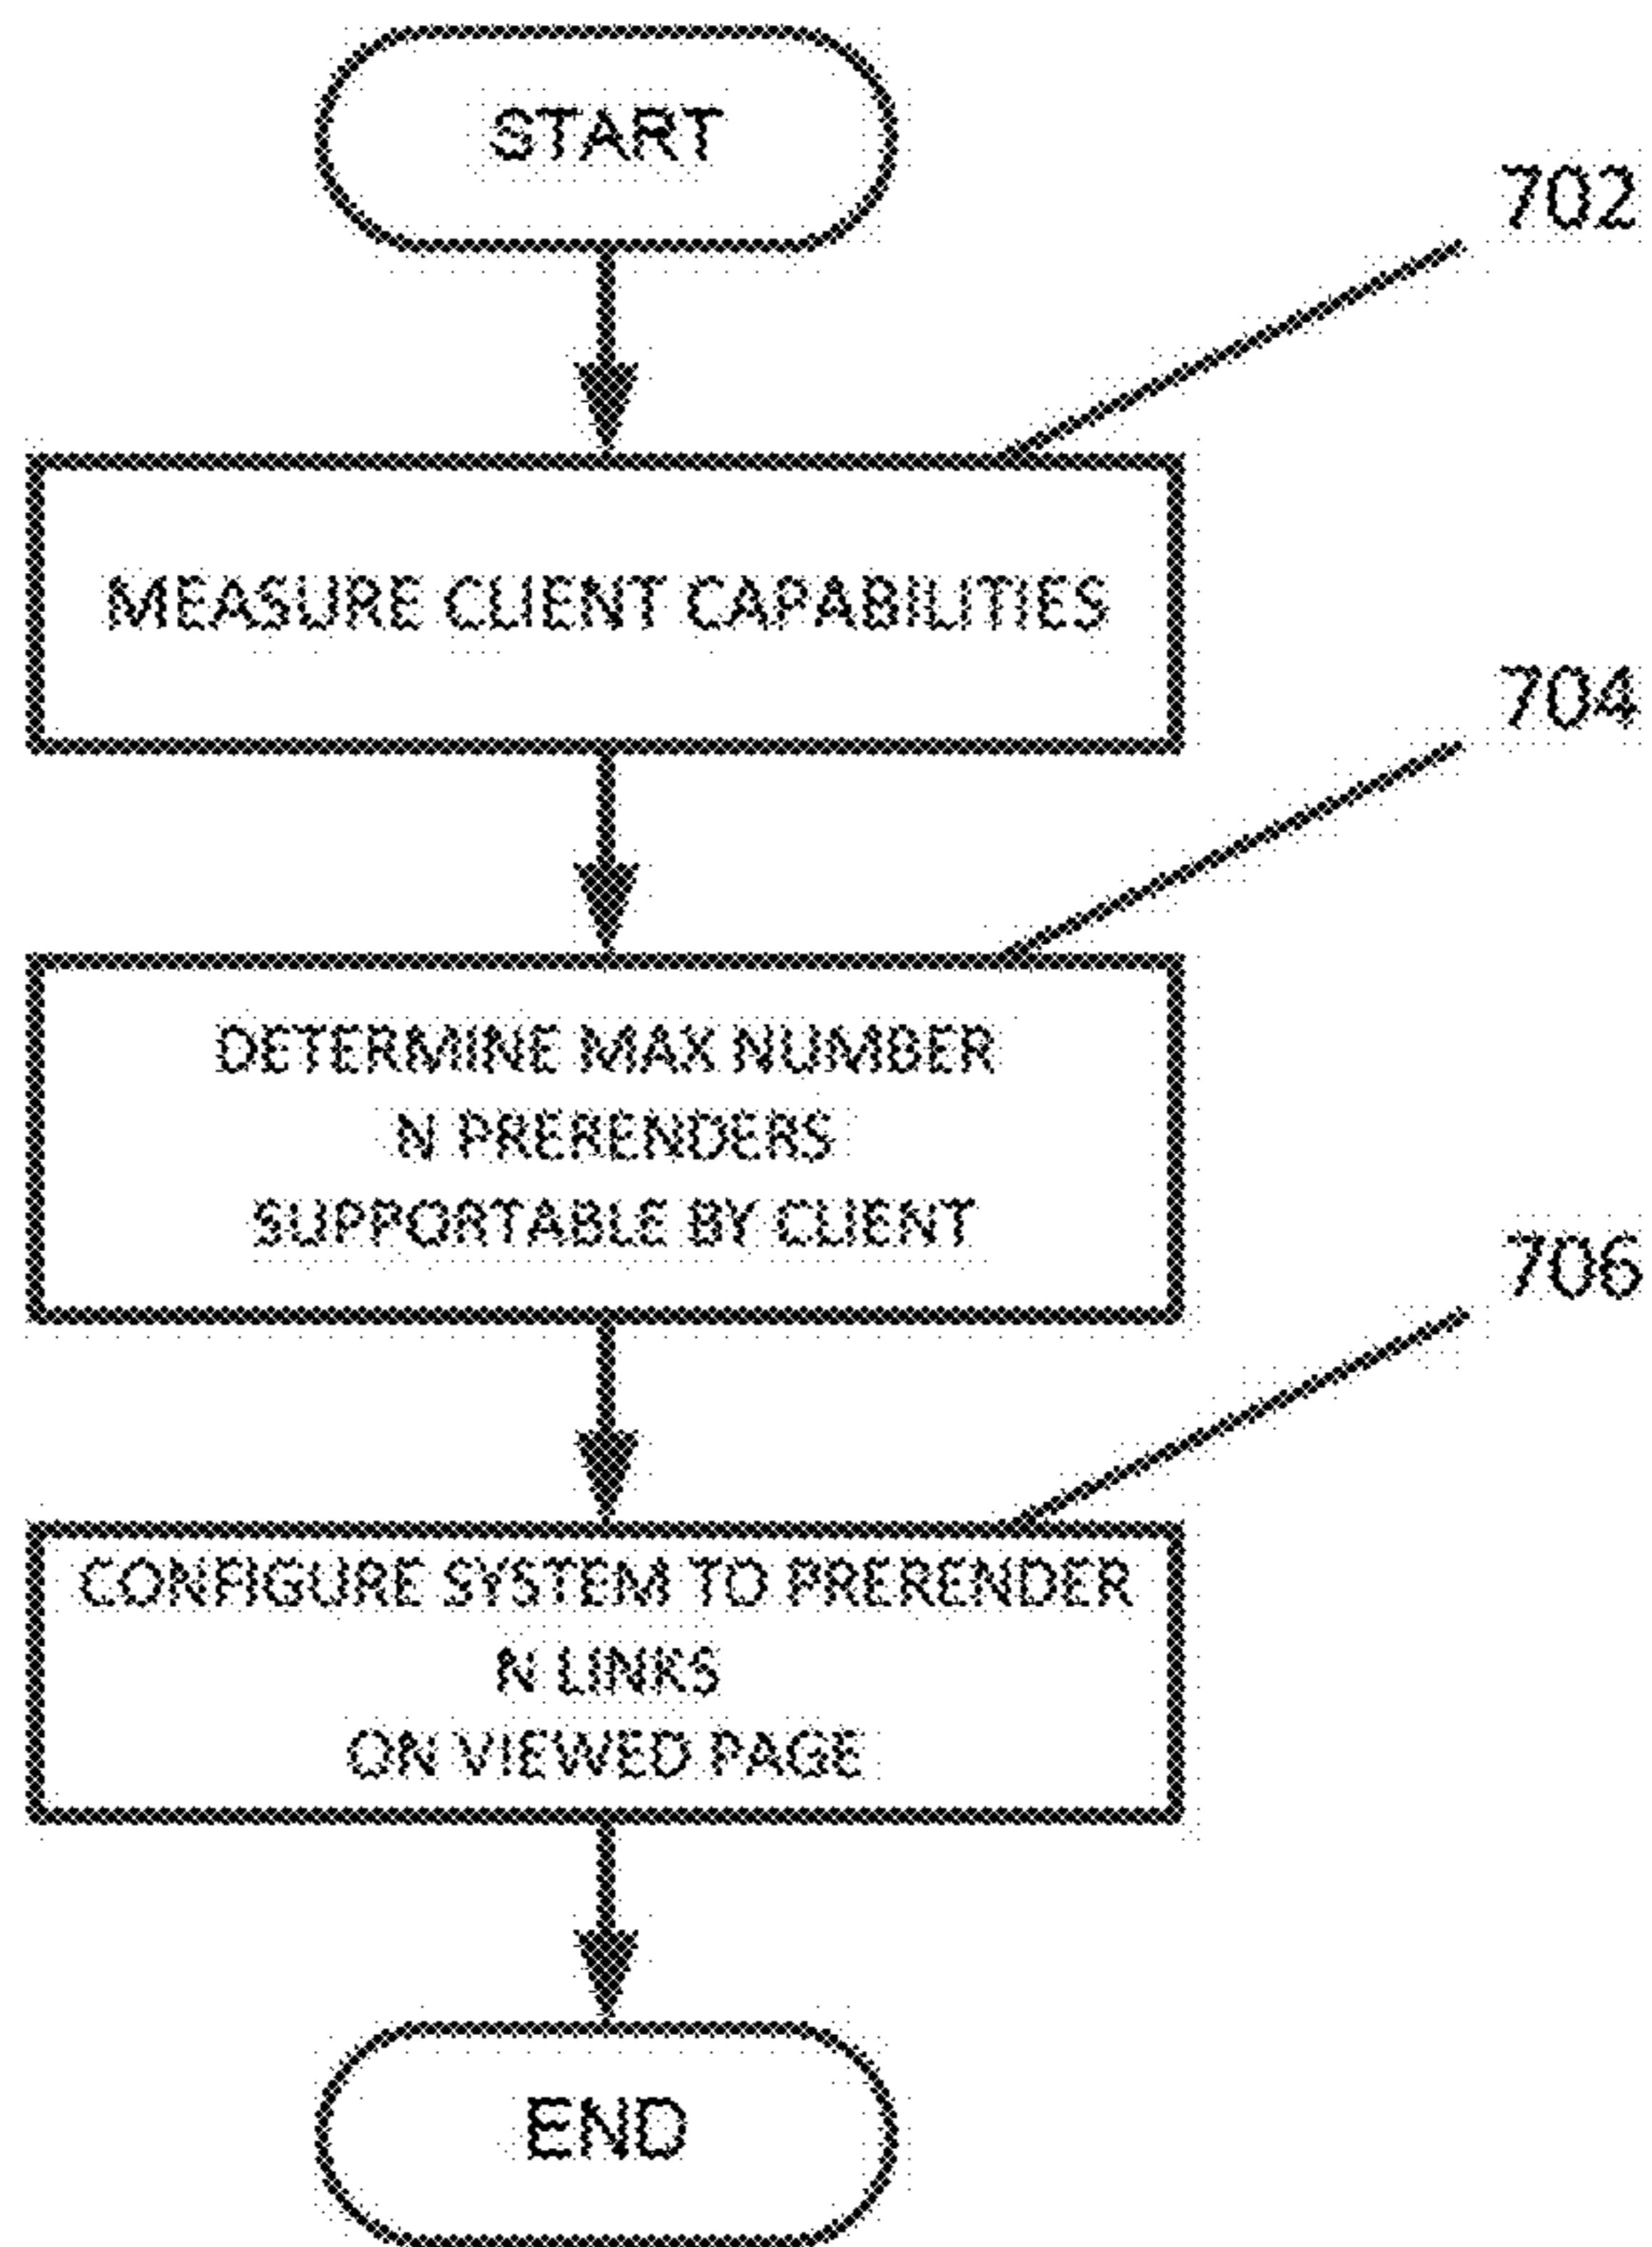 START
702
MEASURE CLIENT CAPABILITIES
704
DETERMINE MAX NUMBER
N PRERENDERS
SUPPORTABLE BY CLIENT
706
CONFIGURE SYSTEM TO PRERENDER
N LINKS
ON VIEWED PAGE
END